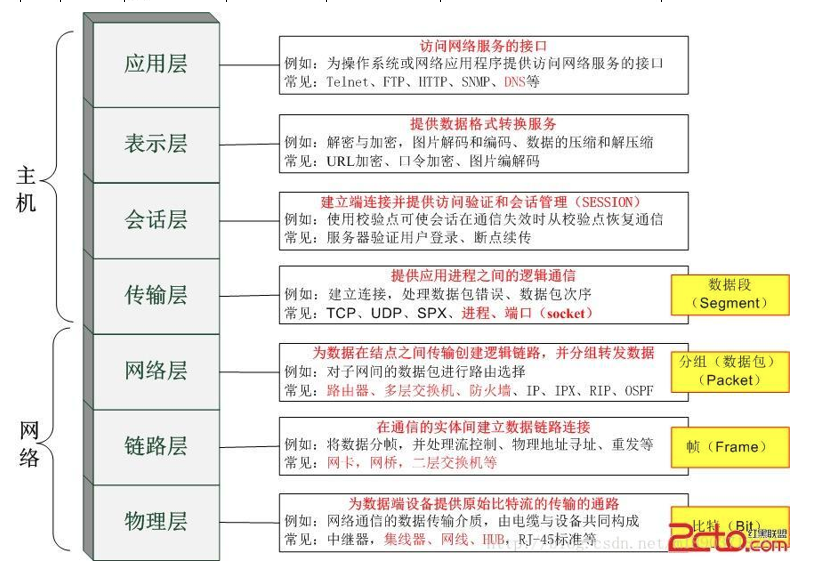 应用层
访问网络服务的接口
例如：为操作系统或网络应用程序提供访问网络服务的接口
常见：Telnet、FTP、HTTP、SNMP、DNS等
表示层
提供数据格式转换服务
例如：解密与加密，图片解码和编码、数据的压缩和解压缩
常见：URL加密、口令加密、图片编解码
主机
会话层
建立端连接并提供访问验证和会话管理（SESSION）
例如：使用校验点可使会话在通信失效时从校验点恢复通信
常见：服务器验证用户登录、断点续传
传输层
提供应用进程之间的逻辑通信
例如：建立连接，处理数据包错误、数据包次序
常见：TCP、UDP、SPX、进程、端口（socket）
数据段
（Segment）
网络层
为数据在结点之间传输创建逻辑链路，并分组转发数据
例如：对子网间的数据包进行路由选择
常见：路由器、多层交换机、防火墙、IP、IPX、RIP、OSPF
分组（数据包）
（Packet）
网络
链路层
在通信的实体间建立数据链路连接
例如：将数据分帧，并处理流控制、物理地址寻址、重发等
常见：网卡，网桥，二层交换机等
帧（Frame）
物理层
为数据端设备提供原始比特流的传输的通路
例如：网络通信的数据传输介质，由电缆与设备共同构成
常见：中继器，集线器、网线、HUB，RJ-45标准等
比特（Bit）
2cto.com
红黑联盟